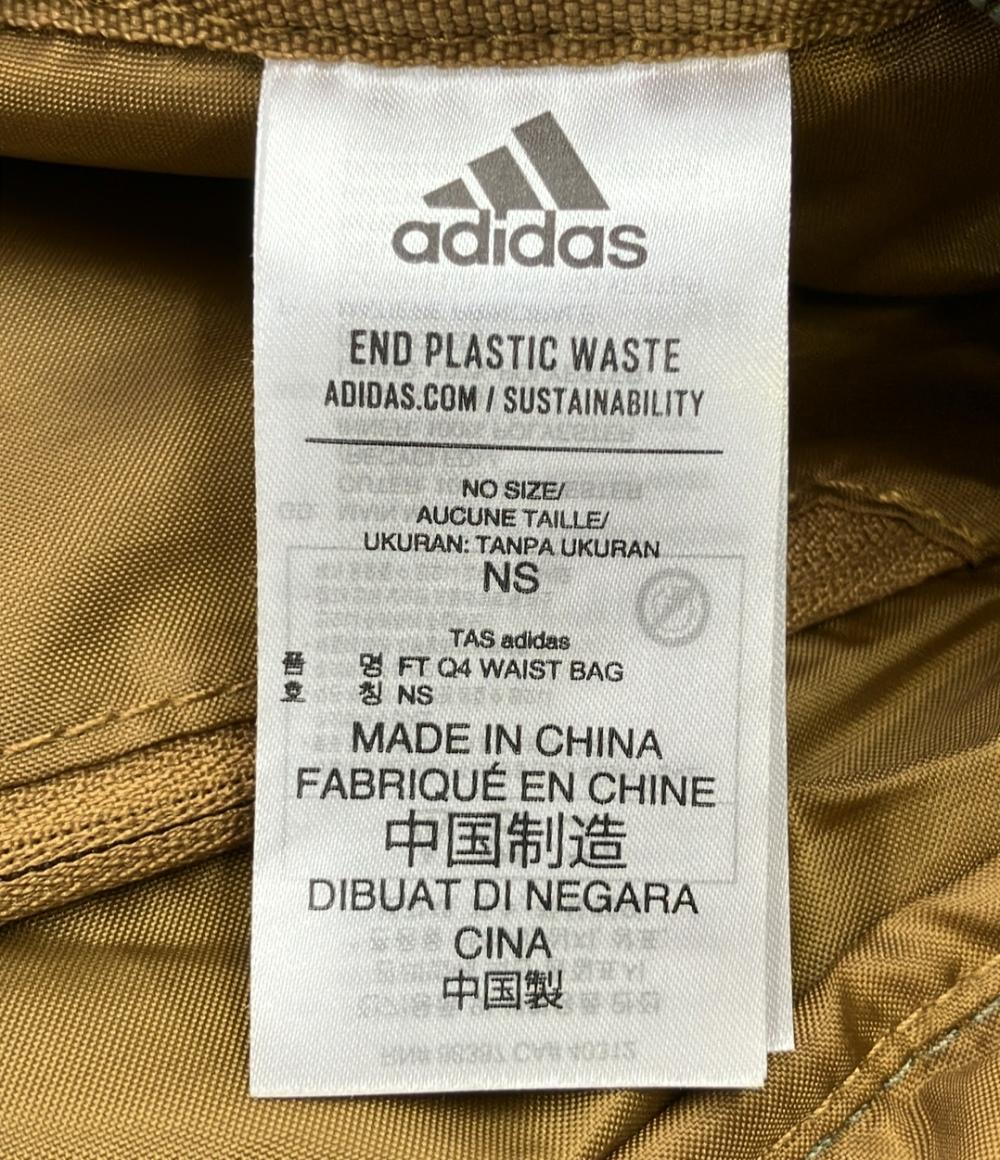 adidas
END PLASTIC WASTE
ADIDAS.COM / SUSTAINABILITY
NO SIZE/
AUCUNE TAILLE/
UKURAN: TANPA UKURAN
NS
TAS adidas
품 명 FT Q4 WAIST BAG
호 칭 NS
MADE IN CHINA
FABRIQUÉ EN CHINE
中国制造
DIBUAT DI NEGARA
CINA
中国製